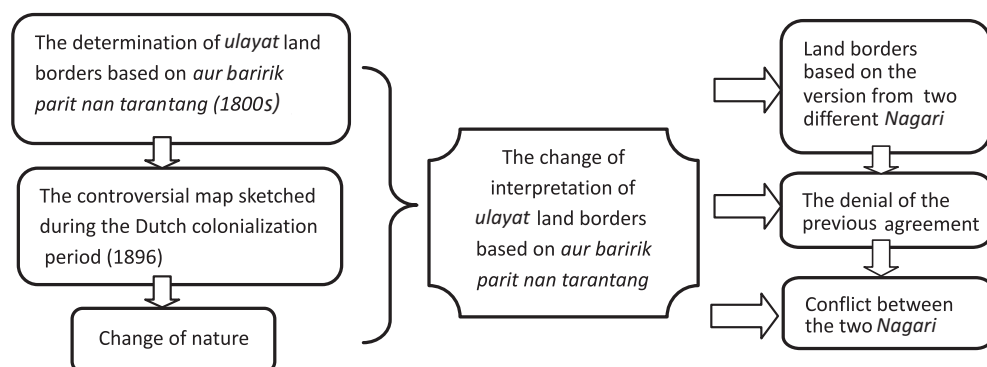 The determination of ulayat land
borders based on aur baririk
parit nan tarantang (1800s)
The controversial map sketched
during the Dutch colonialization
period (1896)
Change of nature
The change of
interpretation of
ulayat land borders
based on aur baririk
parit nan tarantang
Land borders
based on the
version from two
different Nagari
The denial of the
previous agreement
Conflict between
the two Nagari